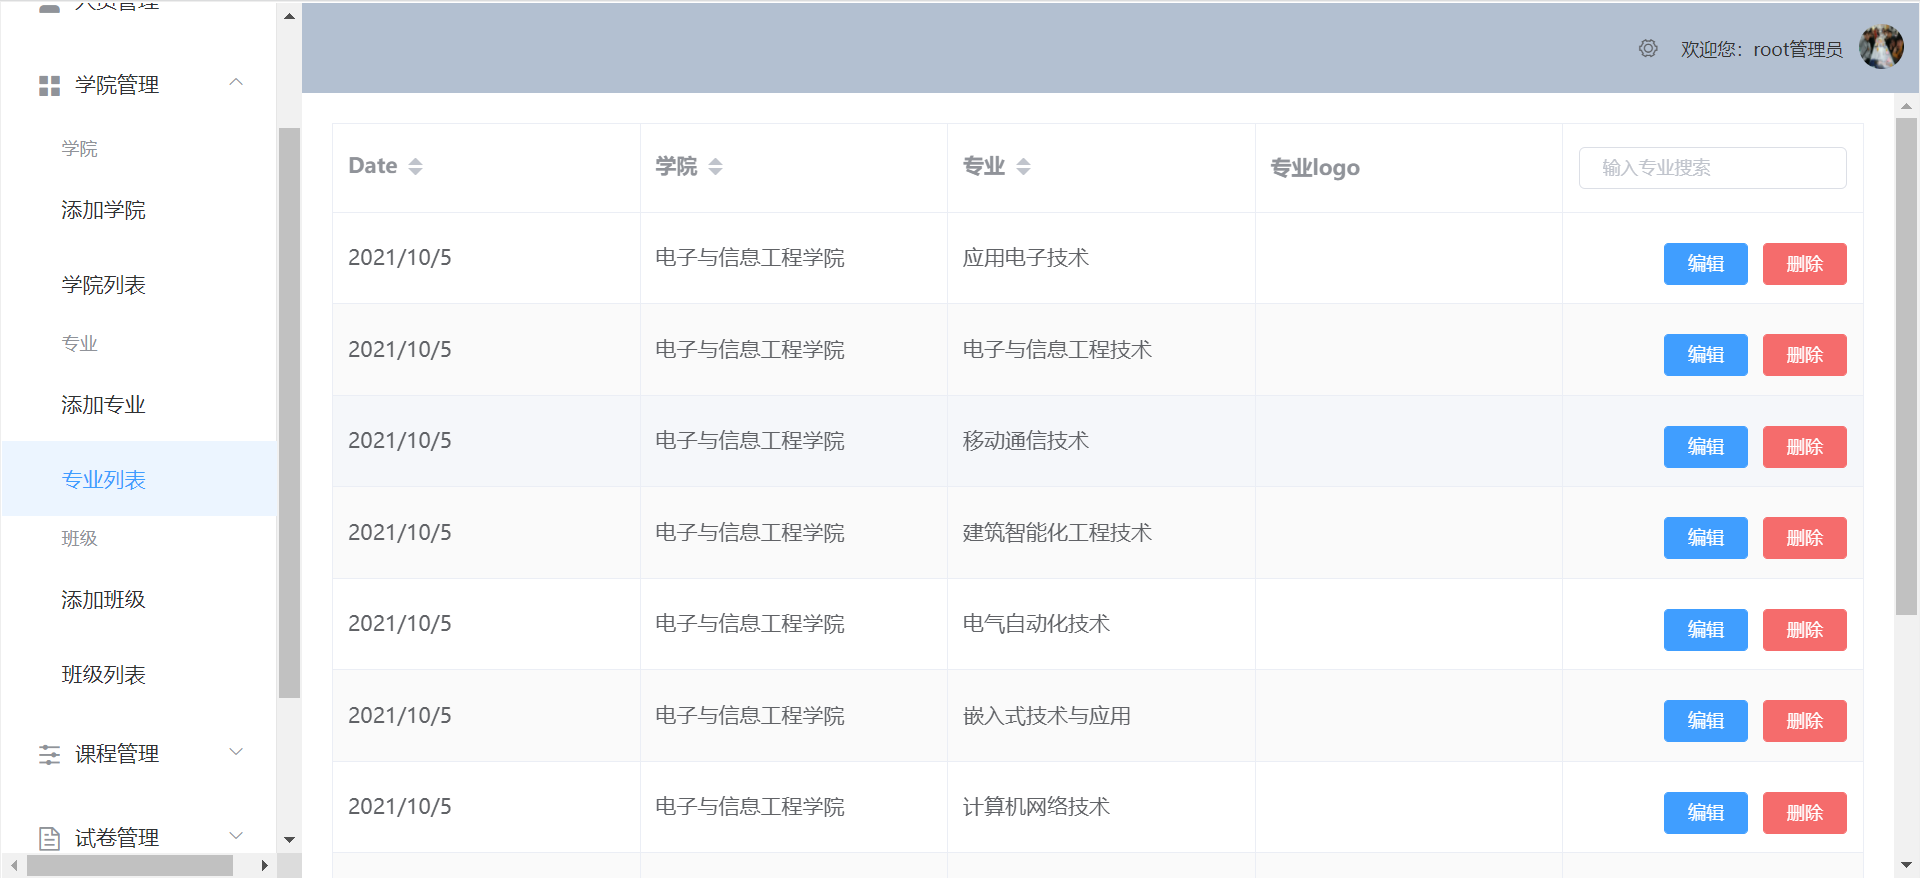 人员管理
学院管理
学院
添加学院
学院列表
专业
添加专业
专业列表
班级
添加班级
班级列表
课程管理
试卷管理
欢迎您：root管理员
Date 学院 专业 专业logo 输入专业搜索
2021/10/5 电子与信息工程学院 应用电子技术 编辑 删除
2021/10/5 电子与信息工程学院 电子与信息工程技术 编辑 删除
2021/10/5 电子与信息工程学院 移动通信技术 编辑 删除
2021/10/5 电子与信息工程学院 建筑智能化工程技术 编辑 删除
2021/10/5 电子与信息工程学院 电气自动化技术 编辑 删除
2021/10/5 电子与信息工程学院 嵌入式技术与应用 编辑 删除
2021/10/5 电子与信息工程学院 计算机网络技术 编辑 删除